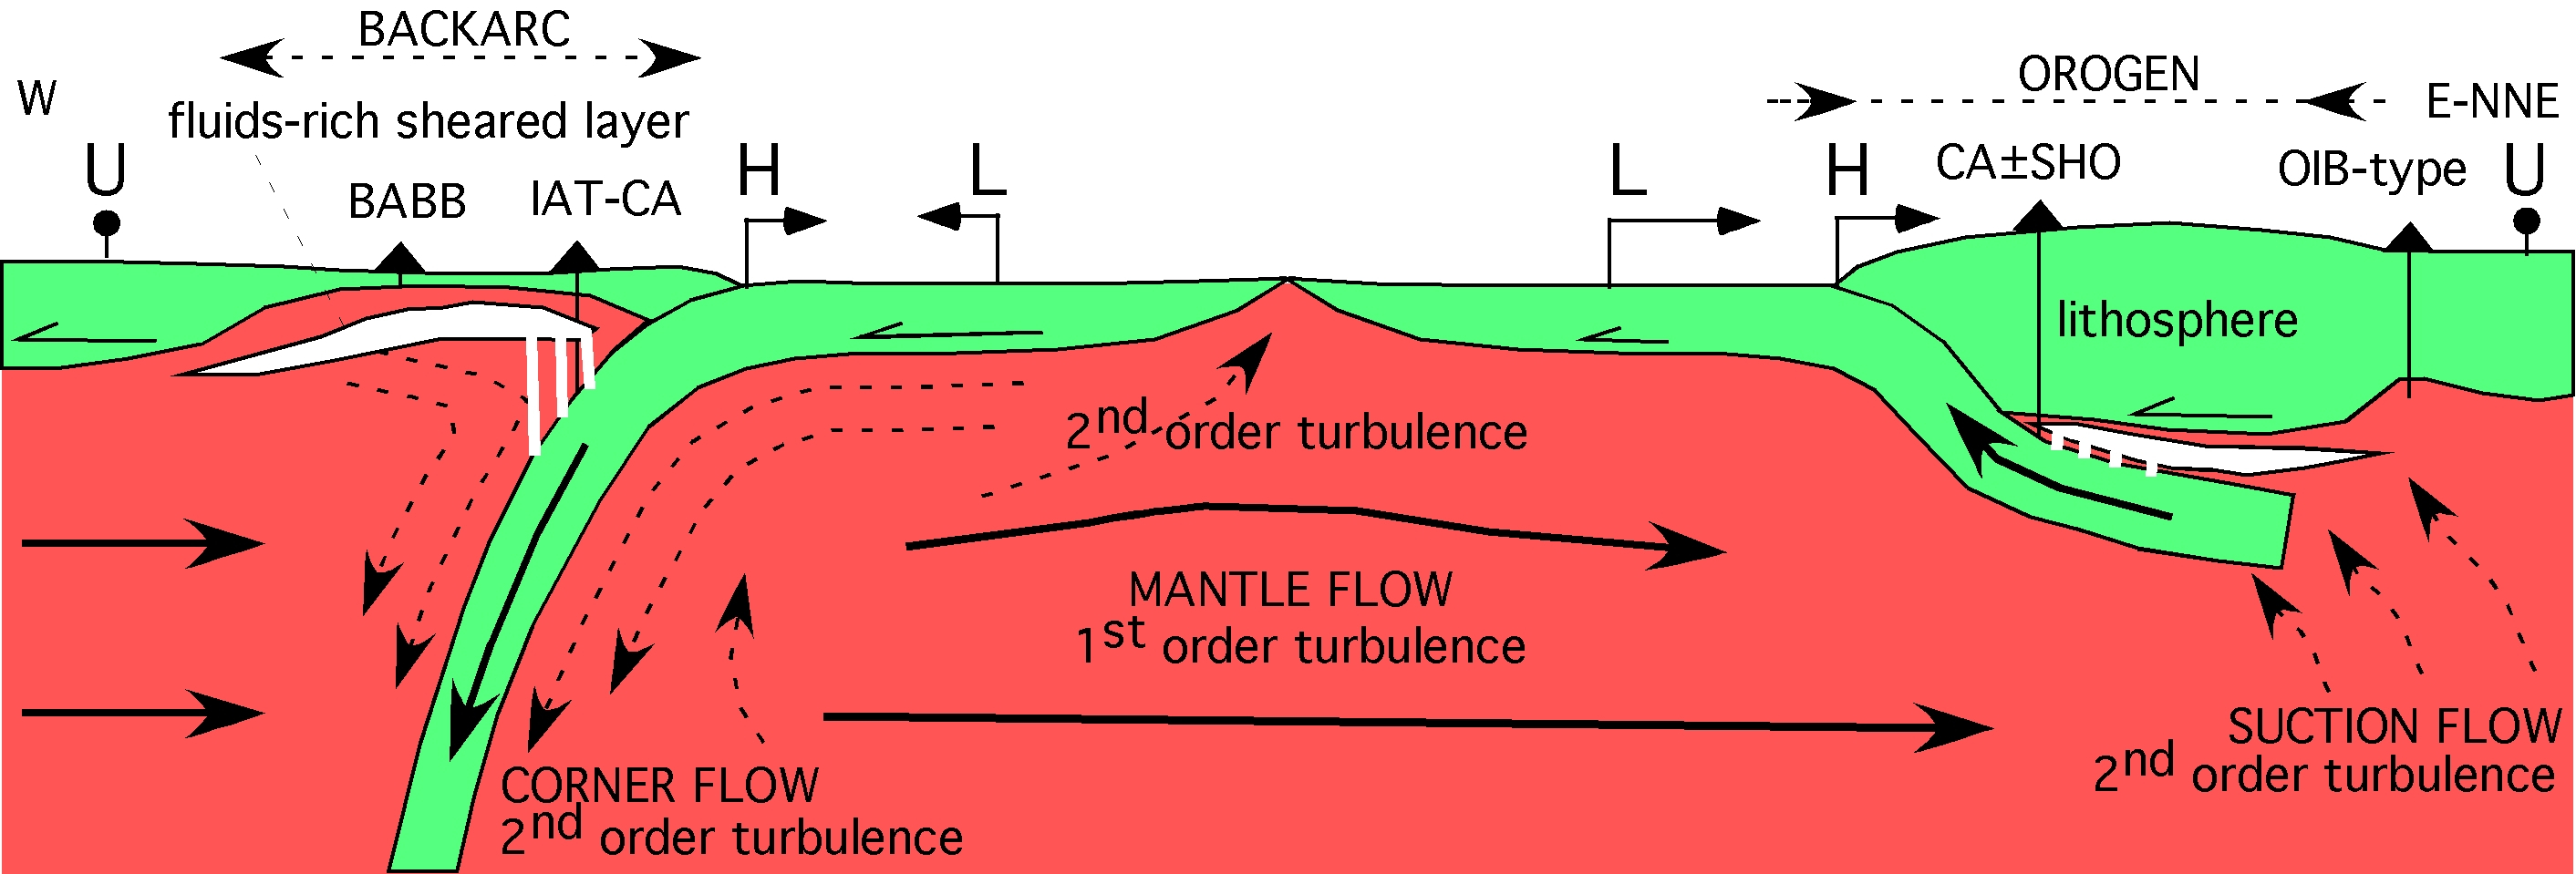 BACKARC
W
fluids-rich sheared layer
U
BABB
IAT-CA
H
L
L
H
OROGEN
E-NNE
CA±SHO
OIB-type
U
lithosphere
2nd order turbulence
MANTLE FLOW
1st order turbulence
CORNER FLOW
2nd order turbulence
SUCTION FLOW
2nd order turbulence